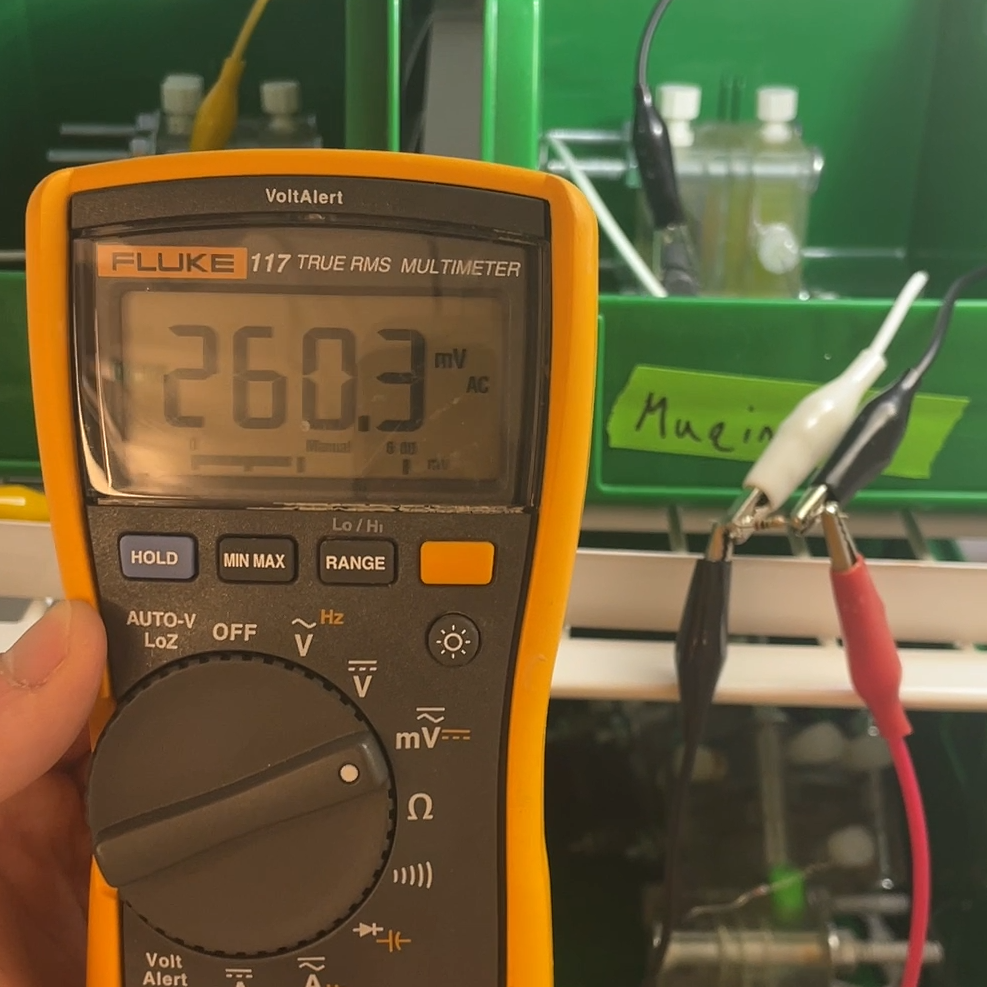 VoltAlert
FLUKE 117 TRUE RMS MULTIMETER
260.3 mV
AC
Manual
mV
Lo / Hi
HOLD
MIN MAX
RANGE
AUTO-V
LoZ
OFF
Hz
V
V
mV
Ω
Volt
Alert
A
A